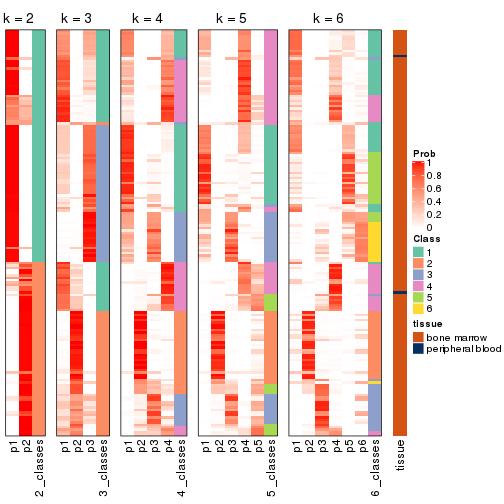 k = 2 k = 3 k = 4 k = 5 k = 6
Prob
1
0.8
0.6
0.4
0.2
0
Class
1
2
3
4
5
6
tissue
bone marrow
peripheral blood
p1 p2 2_classes p1 p2 p3 3_classes p1 p2 p3 p4 4_classes p1 p2 p3 p4 p5 5_classes p1 p2 p3 p4 p5 p6 6_classes tissue